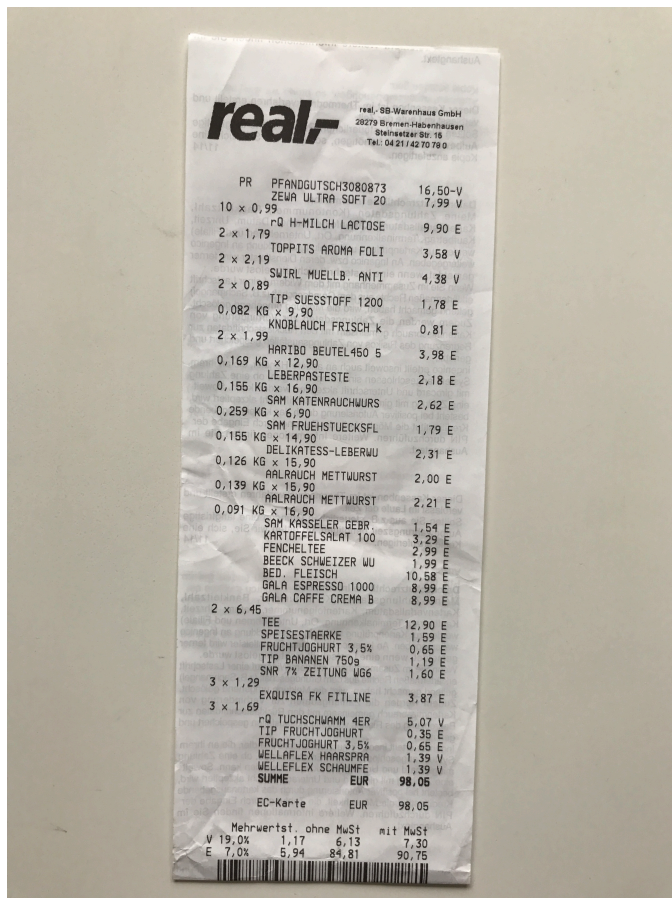 real,-
real,- SB-Warenhaus GmbH
28279 Bremen-Habenhausen
Steinsetzer Str. 16
Tel.: 04 21 / 42 70 78 0
PR PFANDGUTSCH3080873 16,50-V
ZEWA ULTRA SOFT 20 7,99 V
10 x 0,99
rQ H-MILCH LACTOSE 9,90 E
2 x 1,79
TOPPITS AROMA FOLI 3,58 V
2 x 2,19
SWIRL MUELLB. ANTI 4,38 V
2 x 0,89
TIP SUESSTOFF 1200 1,78 E
0,082 KG x 9,90
KNOBLAUCH FRISCH k 0,81 E
2 x 1,99
HARIBO BEUTEL450 5 3,98 E
0,169 KG x 12,90
LEBERPASTESTE 2,18 E
0,155 KG x 16,90
SAM KATENRAUCHWURS 2,62 E
0,259 KG x 6,90
SAM FRUEHSTUECKSFL 1,79 E
0,155 KG x 14,90
DELIKATESS-LEBERWU 2,31 E
0,126 KG x 15,90
AALRAUCH METTWURST 2,00 E
0,139 KG x 15,90
AALRAUCH METTWURST 2,21 E
0,091 KG x 16,90
SAM KASSELER GEBR. 1,54 E
KARTOFFELSALAT 100 3,29 E
FENCHELTEE 2,99 E
BEECK SCHWEIZER WU 1,99 E
BED. FLEISCH 10,58 E
GALA ESPRESSO 1000 8,99 E
GALA CAFFE CREMA B 8,99 E
2 x 6,45
TEE 12,90 E
SPEISESTAERKE 1,59 E
FRUCHTJOGHURT 3,5% 0,65 E
TIP BANANEN 750g 1,19 E
SNR 7% ZEITUNG WG6 1,60 E
3 x 1,29
EXQUISA FK FITLINE 3,87 E
3 x 1,69
rQ TUCHSCHWAMM 4ER 5,07 V
TIP FRUCHTJOGHURT 0,35 E
FRUCHTJOGHURT 3,5% 0,65 E
WELLAFLEX HAARSPRA 1,39 V
WELLEFLEX SCHAUMFE 1,39 V
SUMME EUR 98,05
EC-Karte EUR 98,05
Mehrwertst. ohne MwSt mit MwSt
V 19,0% 1,17 6,13 7,30
E 7,0% 5,94 84,81 90,75